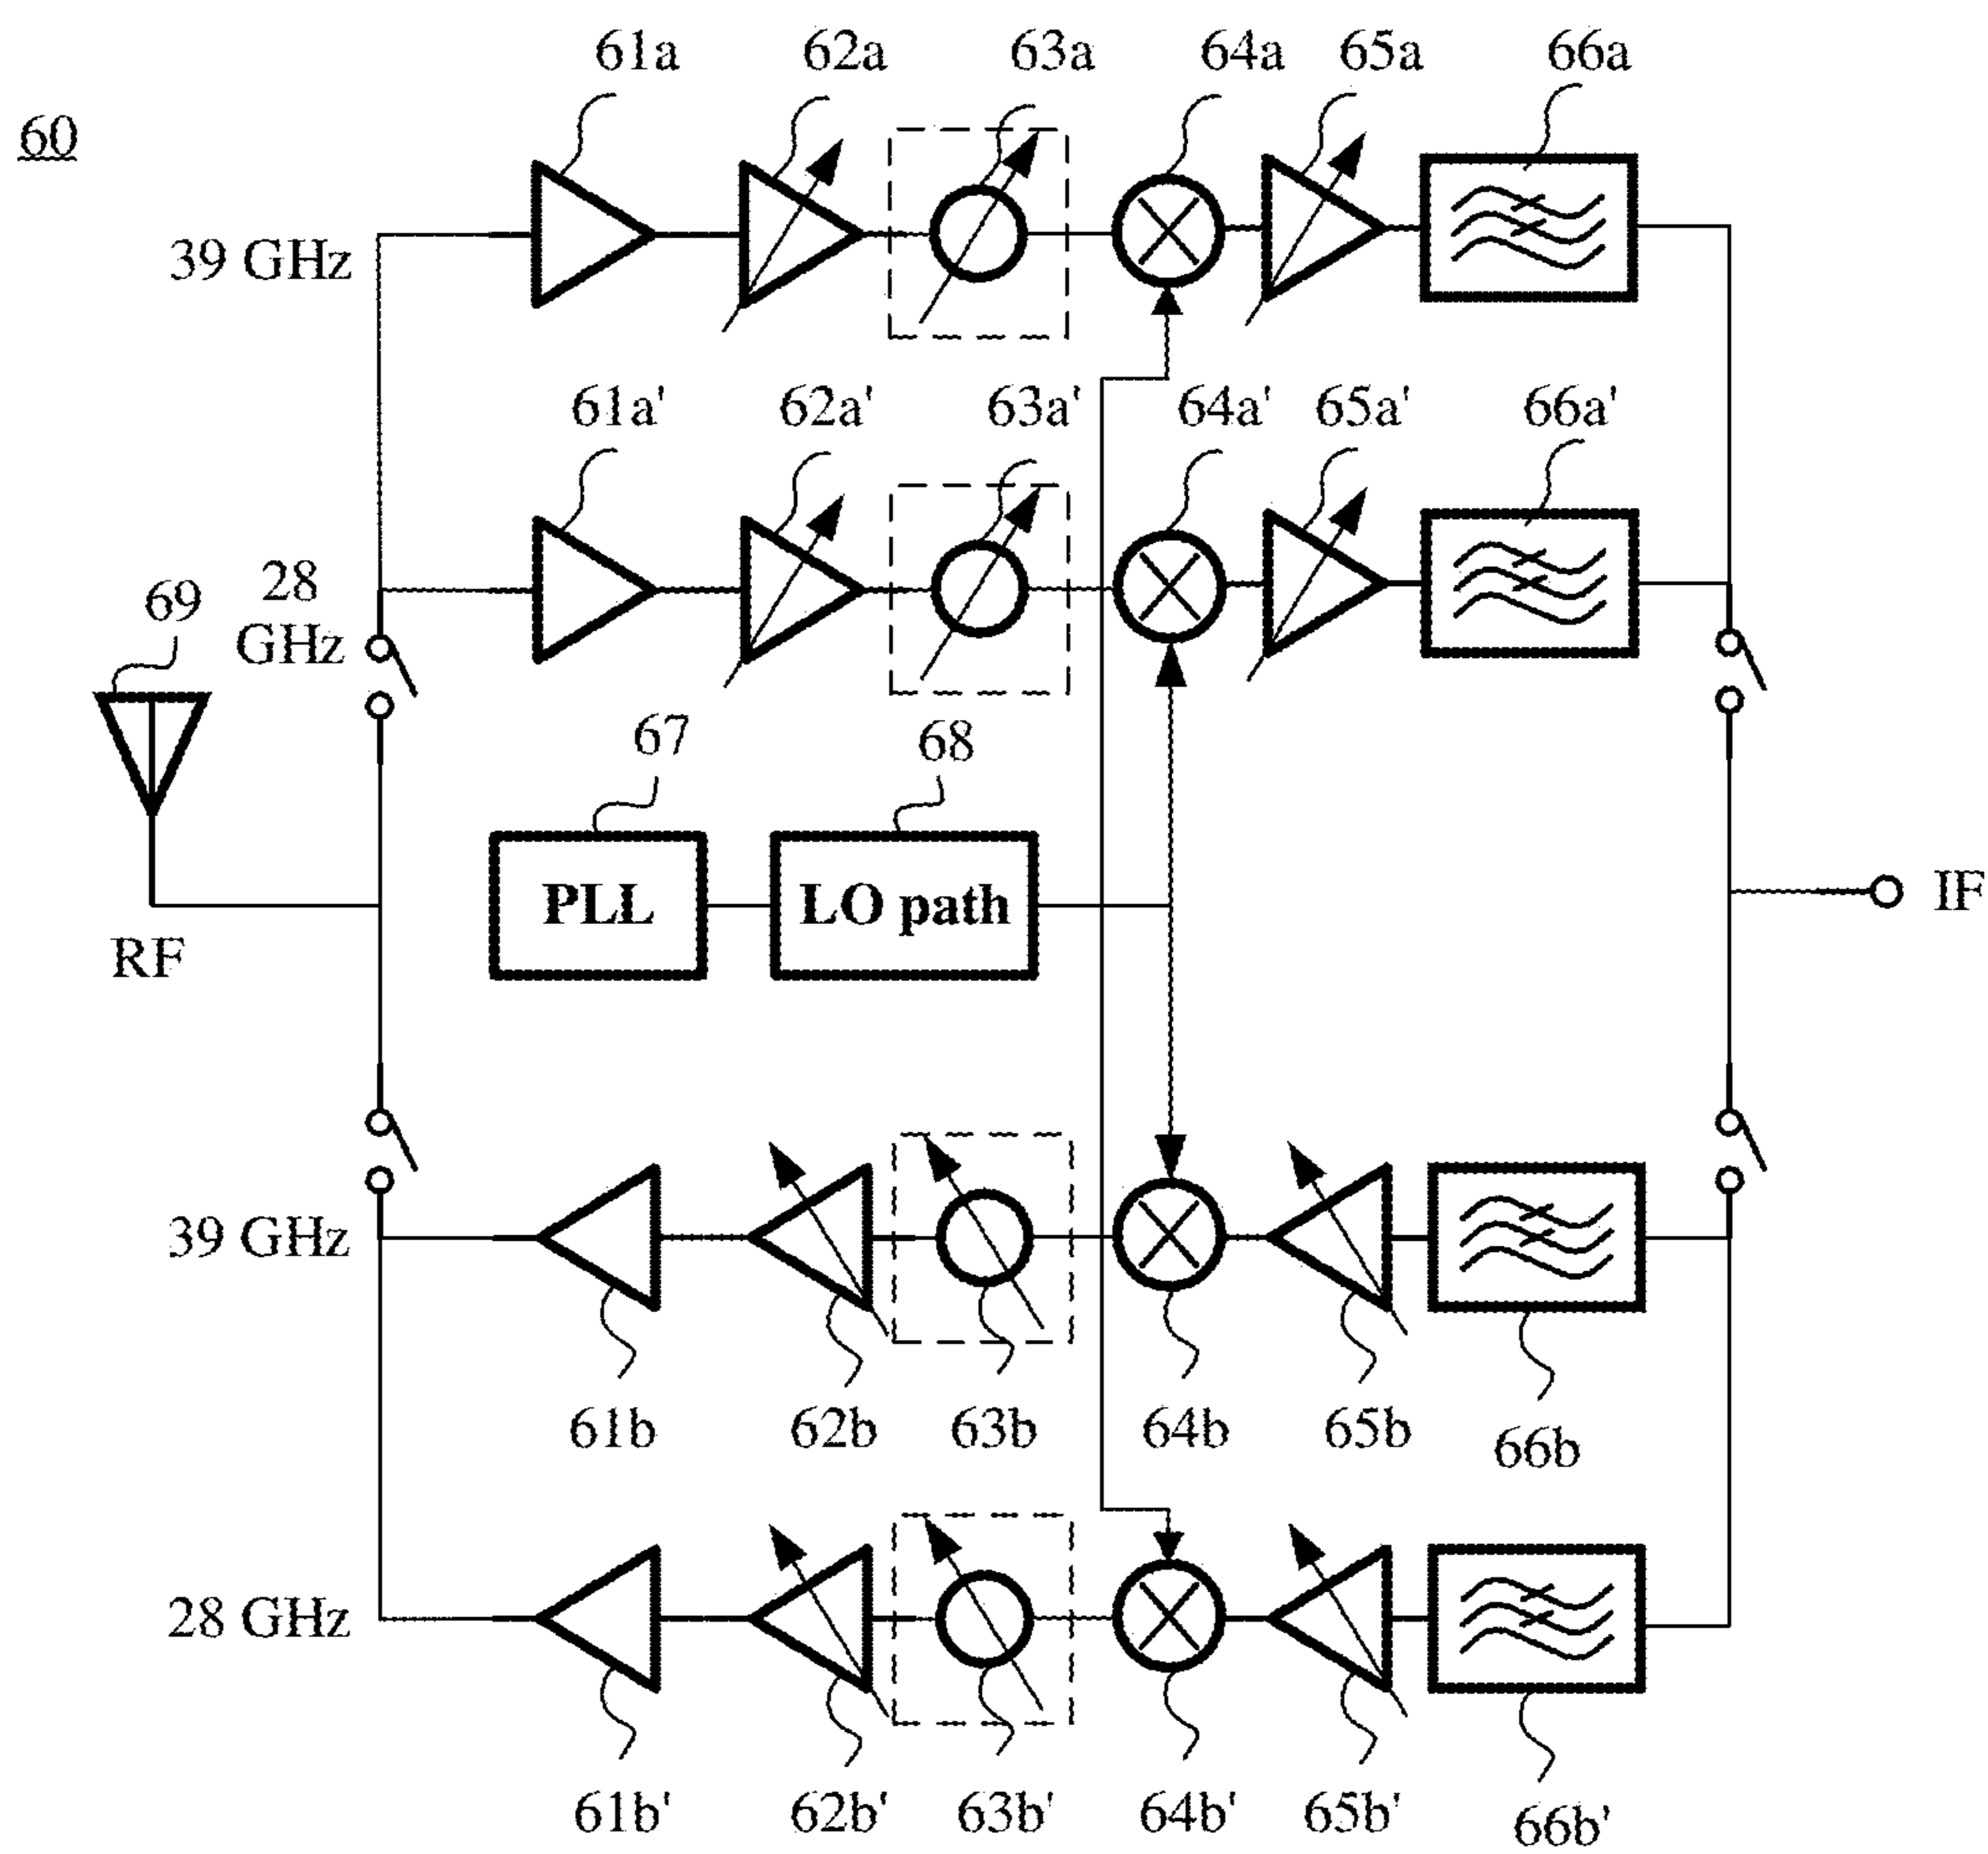 61a 62a 63a 64a 65a 66a
60
39 GHz
61a' 62a' 63a' 64a' 65a' 66a'
28
GHz
69
67 68
PLL LO path
IF
RF
39 GHz
61b 62b 63b 64b 65b 66b
28 GHz
61b' 62b' 63b' 64b' 65b' 66b'